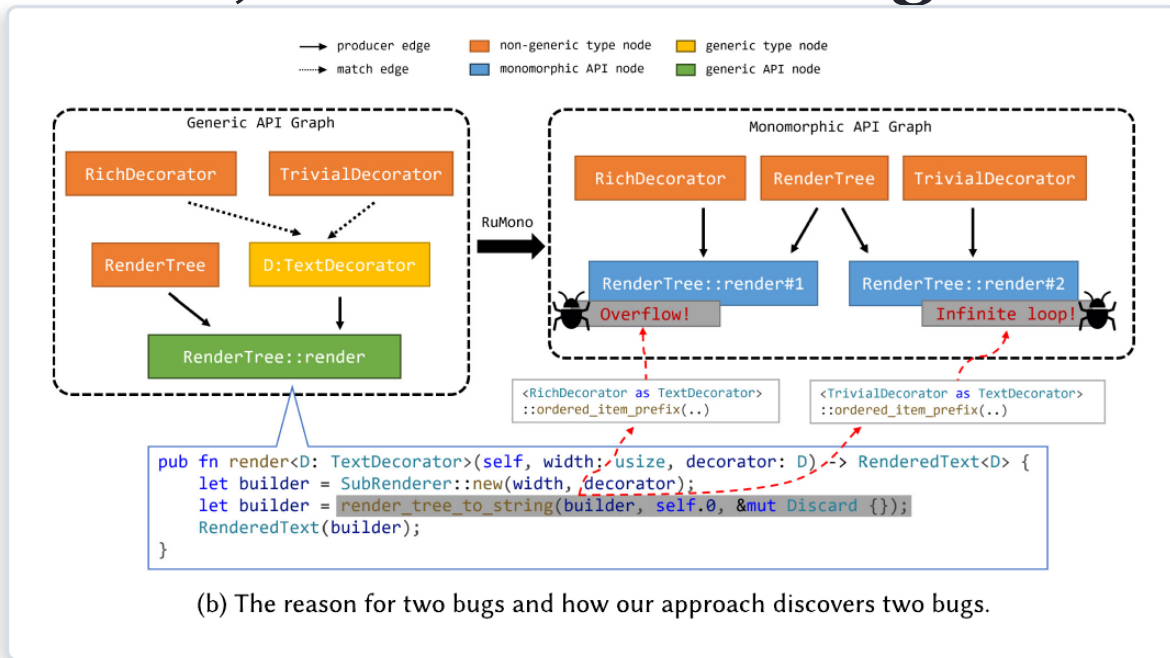 producer edge
non-generic type node
generic type node
match edge
monomorphic API node
generic API node
Generic API Graph
RichDecorator
TrivialDecorator
RenderTree
D:TextDecorator
RenderTree::render
RuMono
Monomorphic API Graph
RichDecorator
RenderTree
TrivialDecorator
RenderTree::render#1
RenderTree::render#2
Overflow!
Infinite loop!
<RichDecorator as TextDecorator>
::ordered_item_prefix(..)
<TrivialDecorator as TextDecorator>
::ordered_item_prefix(..)
pub fn render<D: TextDecorator>(self, width: usize, decorator: D) -> RenderedText<D> {
let builder = SubRenderer::new(width, decorator);
let builder = render_tree_to_string(builder, self.0, &mut Discard {});
RenderedText(builder);
}
(b) The reason for two bugs and how our approach discovers two bugs.